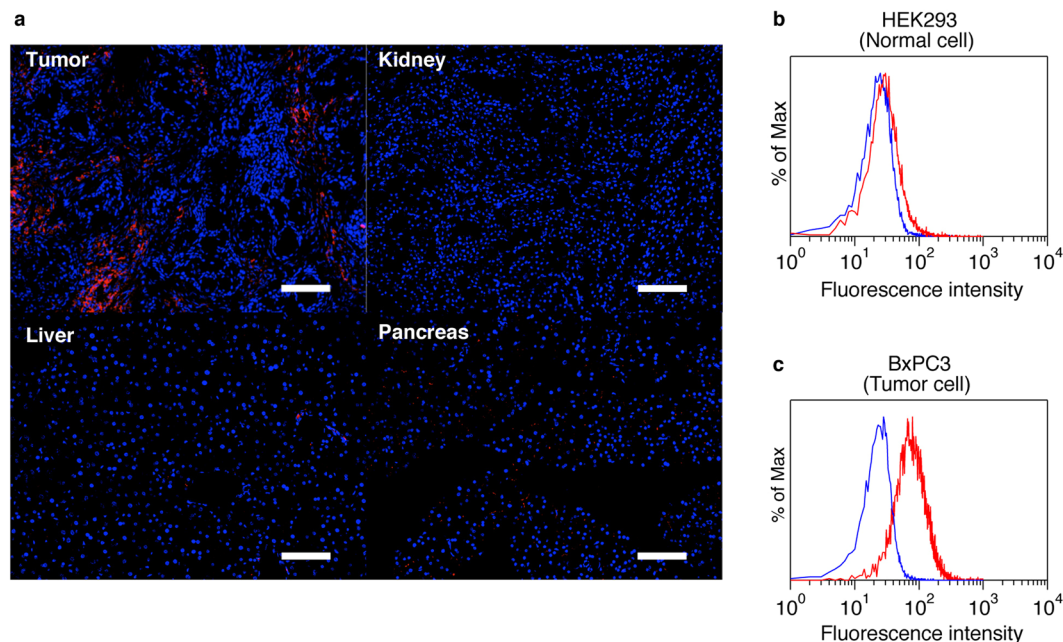 a
Tumor
Kidney
Liver
Pancreas
b
HEK293
(Normal cell)
% of Max
10⁰ 10¹ 10² 10³ 10⁴
Fluorescence intensity
c
BxPC3
(Tumor cell)
% of Max
10⁰ 10¹ 10² 10³ 10⁴
Fluorescence intensity